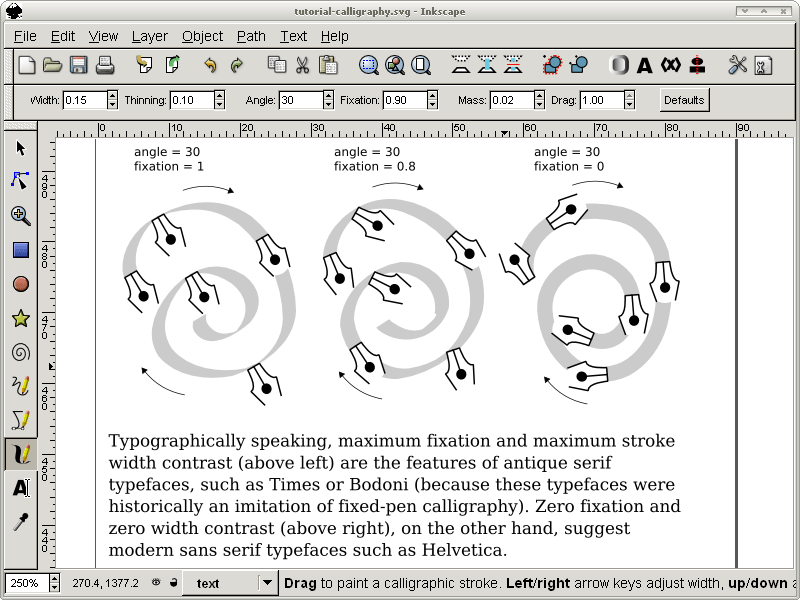 tutorial-calligraphy.svg - Inkscape
File Edit View Layer Object Path Text Help
Width: 0.15 Thinning: 0.10 Angle: 30 Fixation: 0.90 Mass: 0.02 Drag: 1.00 Defaults
0 10 20 30 40 50 60 70 80 90
490
480
470
460
450
440
angle = 30
fixation = 1
angle = 30
fixation = 0.8
angle = 30
fixation = 0
Typographically speaking, maximum fixation and maximum stroke
width contrast (above left) are the features of antique serif
typefaces, such as Times or Bodoni (because these typefaces were
historically an imitation of fixed-pen calligraphy). Zero fixation and
zero width contrast (above right), on the other hand, suggest
modern sans serif typefaces such as Helvetica.
250% 270.4, 1377.2 text Drag to paint a calligraphic stroke. Left/right arrow keys adjust width, up/down a